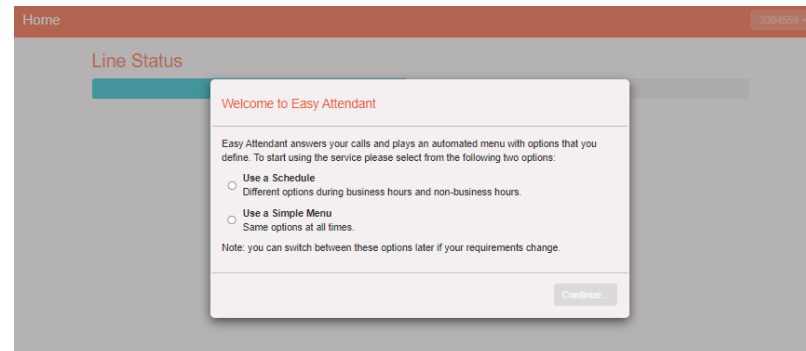 Home
3304550
Line Status
Welcome to Easy Attendant
Easy Attendant answers your calls and plays an automated menu with options that you
define. To start using the service please select from the following two options:
Use a Schedule
Different options during business hours and non-business hours.
Use a Simple Menu
Same options at all times.
Note: you can switch between these options later if your requirements change.
Continue...